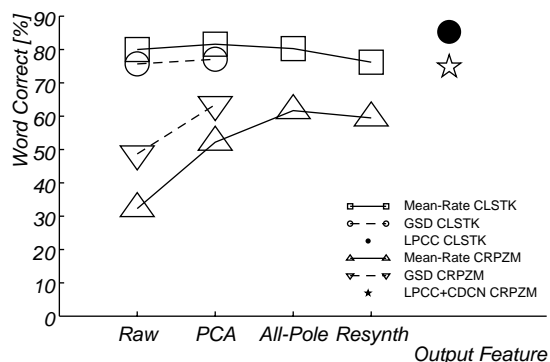 Word Correct [%]
90
80
70
60
50
40
30
20
10
0
Mean-Rate CLSTK
GSD CLSTK
LPCC CLSTK
Mean-Rate CRPZM
GSD CRPZM
LPCC+CDCN CRPZM
Raw PCA All-Pole Resynth
Output Feature